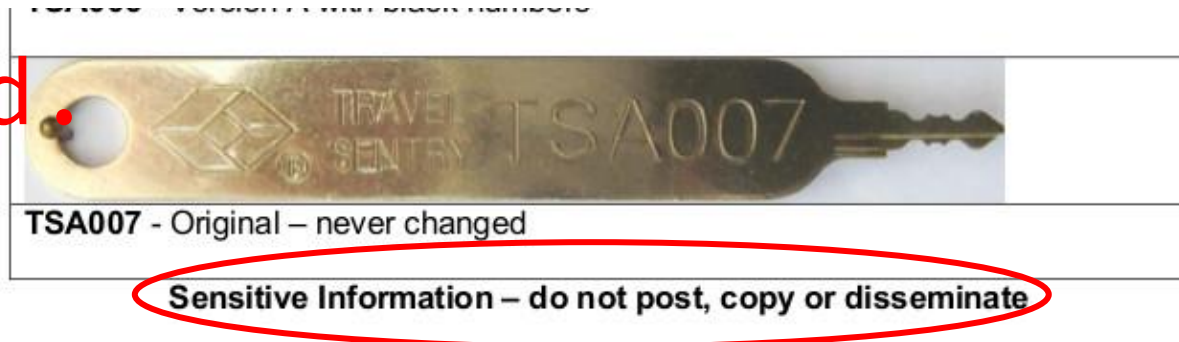 TSA006 - Version A with black numbers
d
TRAVEL
SENTRY
TSA007
®
TSA007 - Original – never changed
Sensitive Information – do not post, copy or disseminate